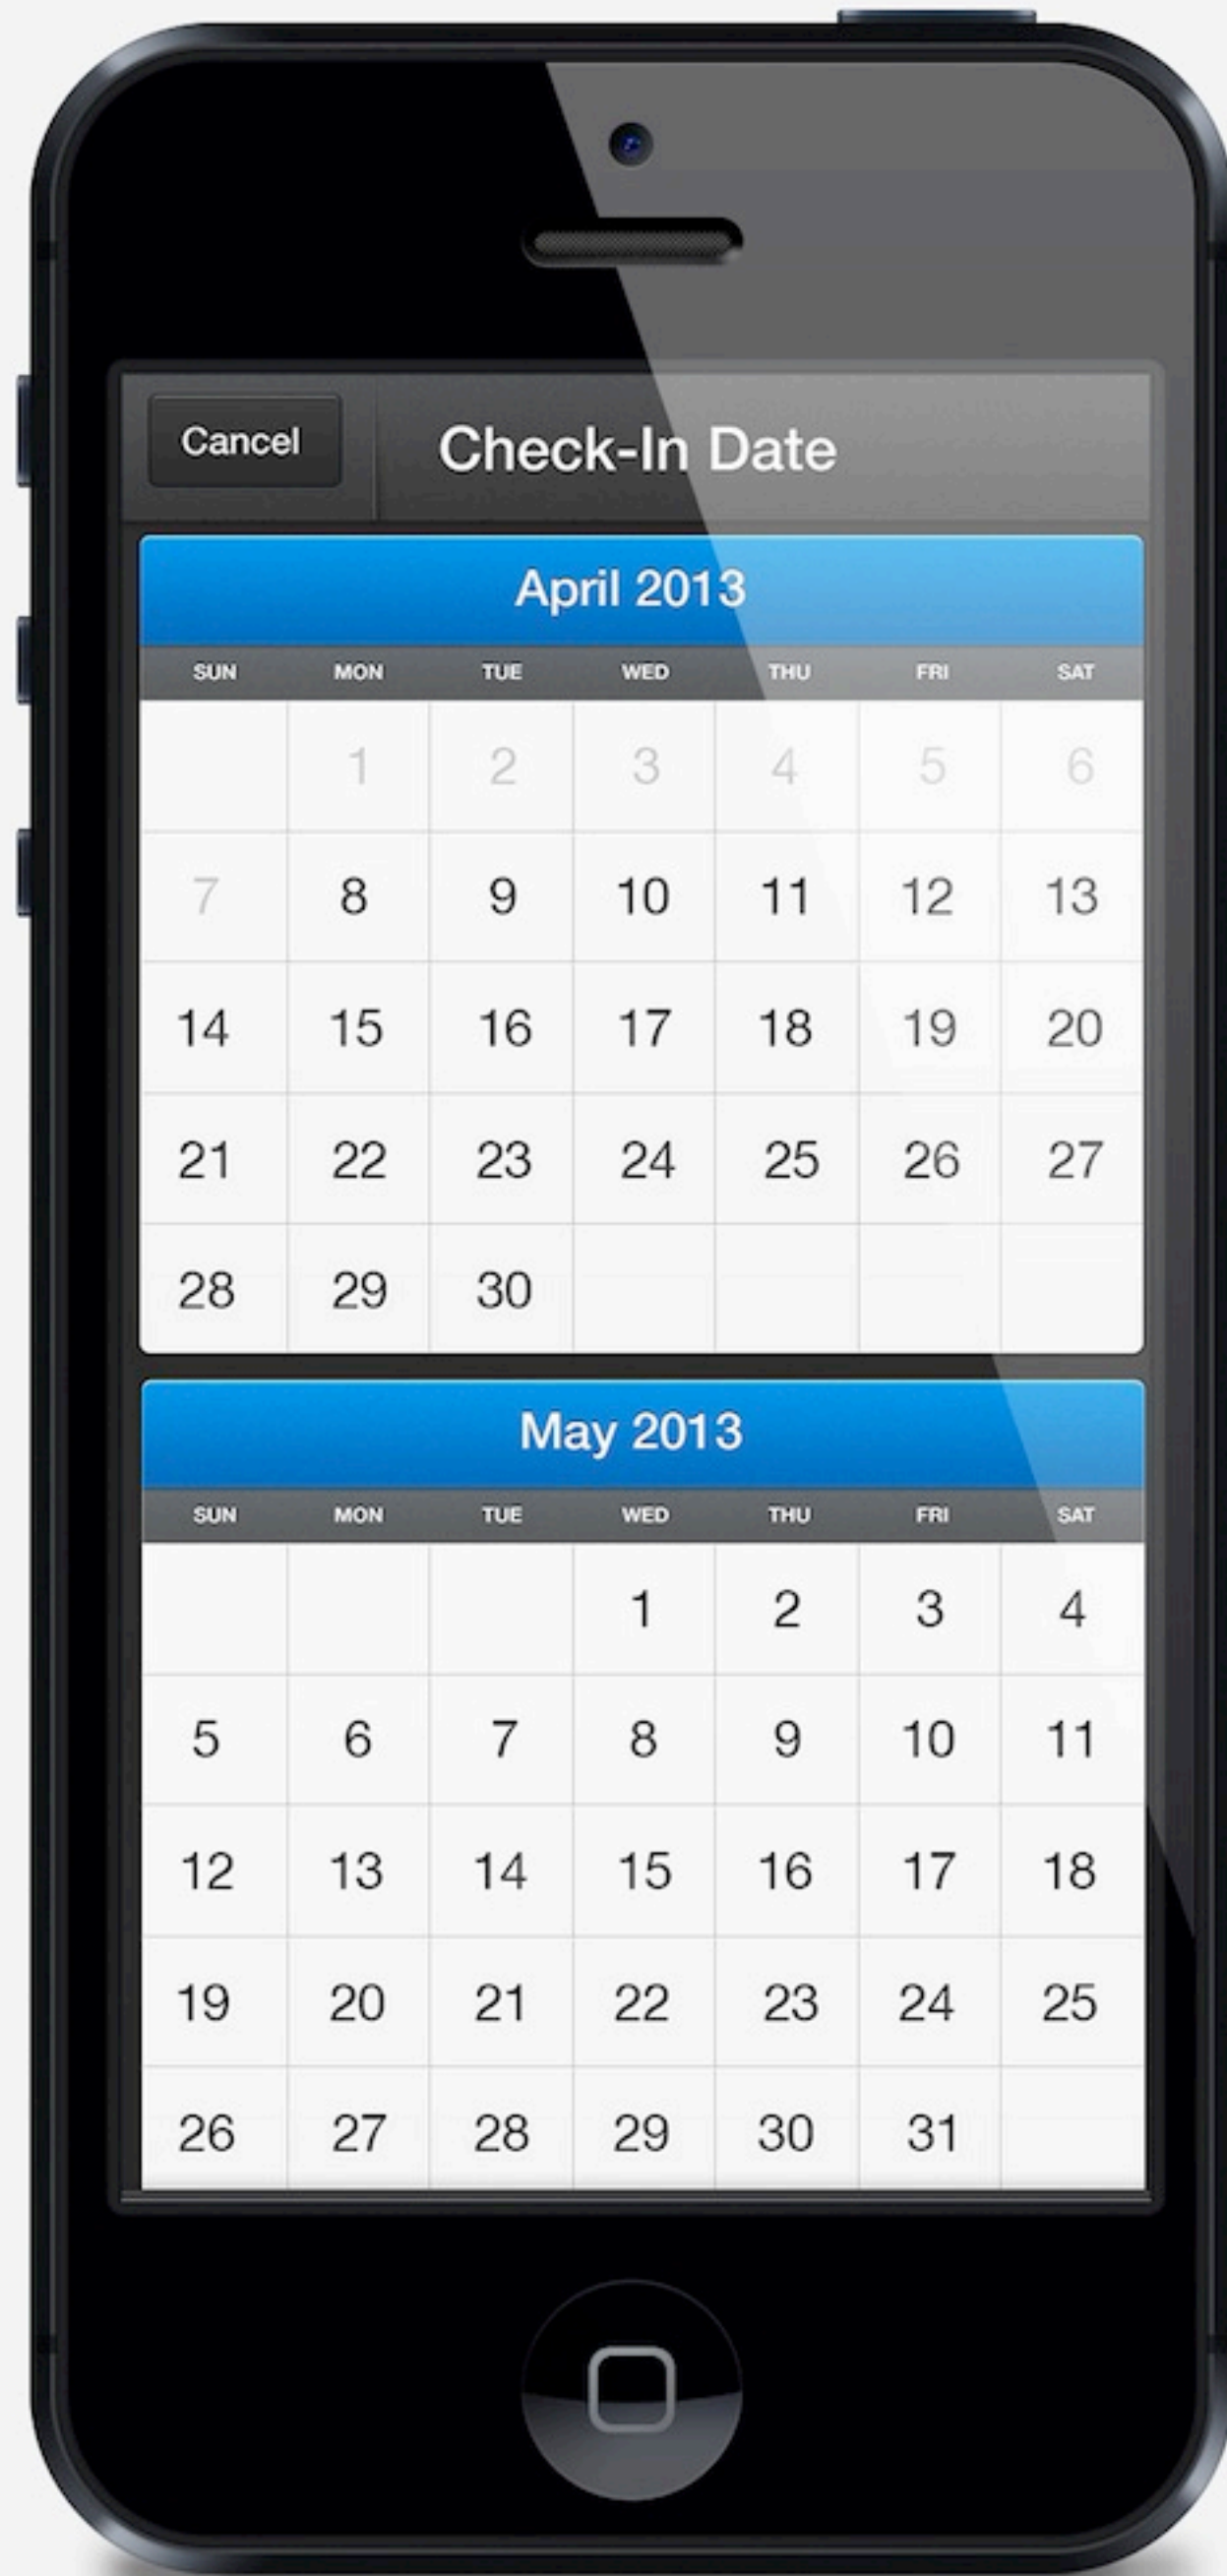 Cancel
Check-In Date
April 2013
SUN MON TUE WED THU FRI SAT
1 2 3 4 5 6
7 8 9 10 11 12 13
14 15 16 17 18 19 20
21 22 23 24 25 26 27
28 29 30
May 2013
SUN MON TUE WED THU FRI SAT
1 2 3 4
5 6 7 8 9 10 11
12 13 14 15 16 17 18
19 20 21 22 23 24 25
26 27 28 29 30 31